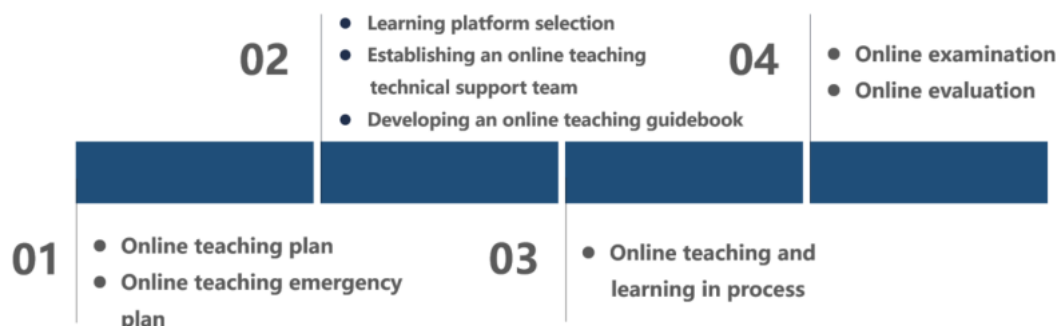 01
● Online teaching plan
● Online teaching emergency
plan
02
● Learning platform selection
● Establishing an online teaching
technical support team
● Developing an online teaching guidebook
03
● Online teaching and
learning in process
04
● Online examination
● Online evaluation